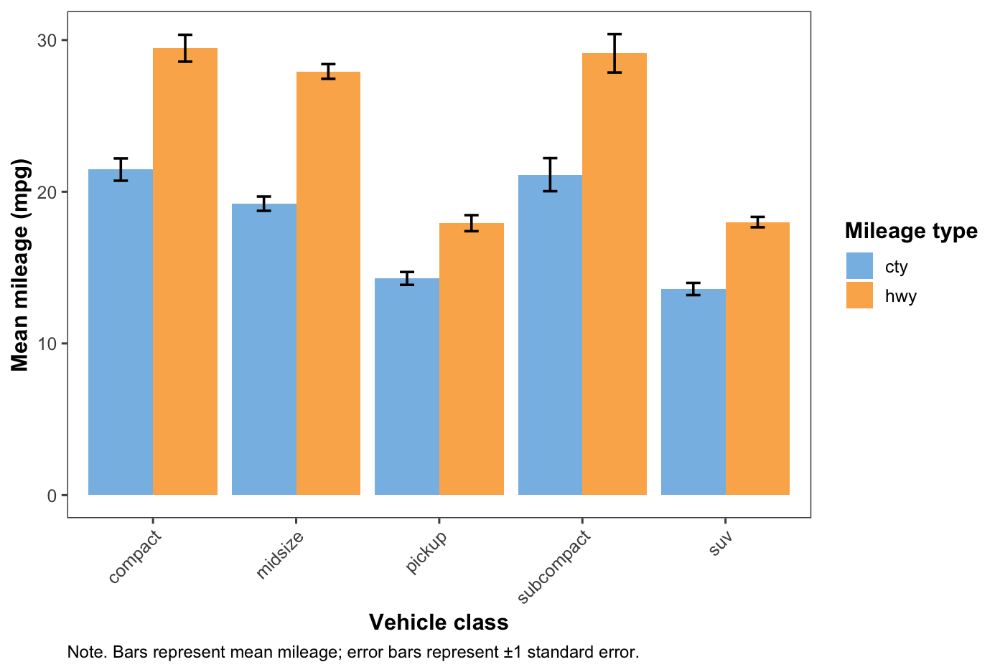 Mean mileage (mpg)
30
20
10
0
compact
midsize
pickup
subcompact
suv
Vehicle class
Note. Bars represent mean mileage; error bars represent ±1 standard error.
Mileage type
cty
hwy